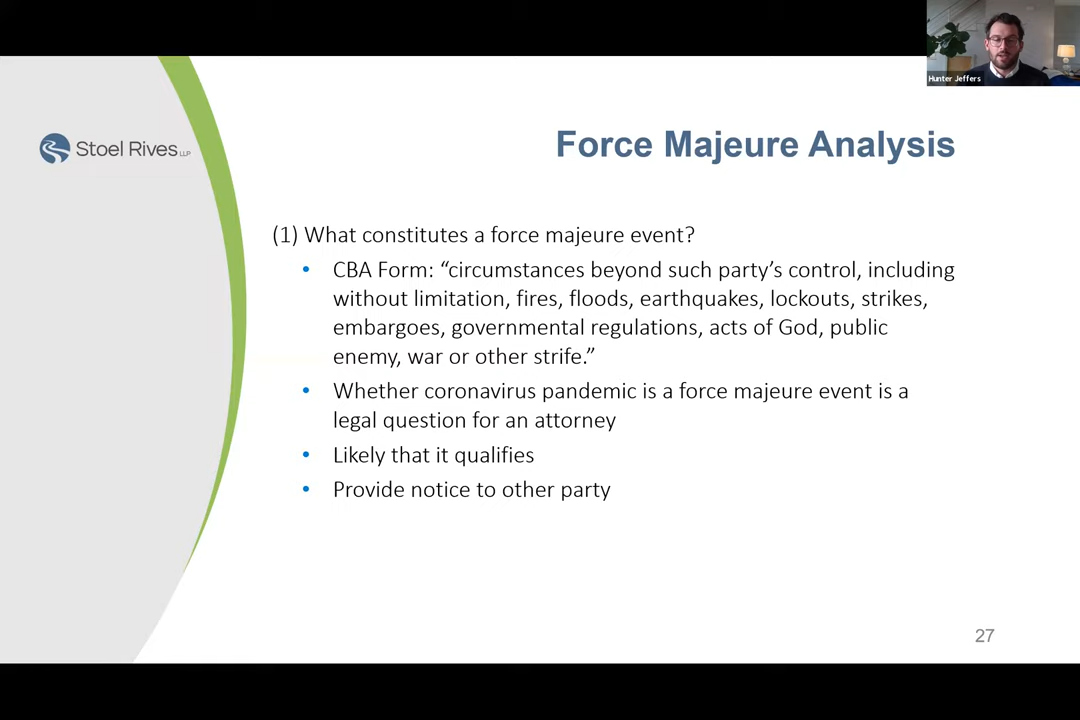 Hunter Jeffers
Stoel Rives LLP
Force Majeure Analysis
(1) What constitutes a force majeure event?
• CBA Form: “circumstances beyond such party’s control, including
without limitation, fires, floods, earthquakes, lockouts, strikes,
embargoes, governmental regulations, acts of God, public
enemy, war or other strife.”
• Whether coronavirus pandemic is a force majeure event is a
legal question for an attorney
• Likely that it qualifies
• Provide notice to other party
27